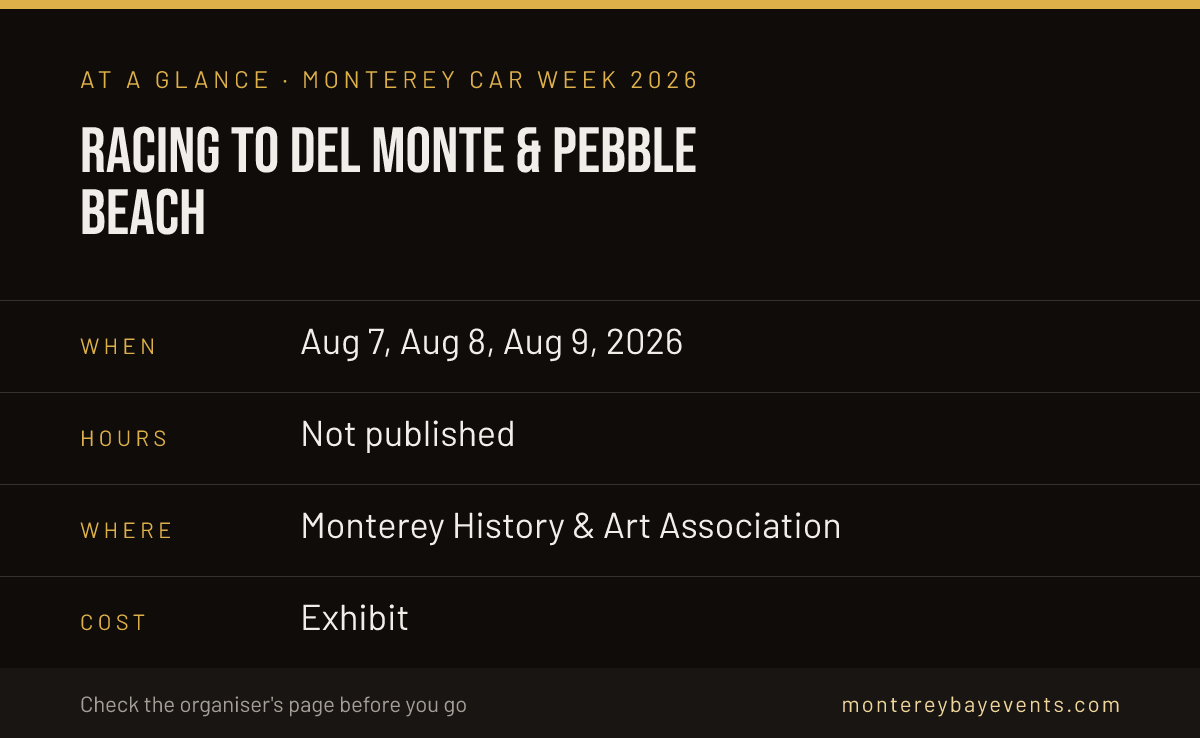 AT A GLANCE · MONTEREY CAR WEEK 2026
RACING TO DEL MONTE & PEBBLE
BEACH
WHEN
Aug 7, Aug 8, Aug 9, 2026
HOURS
Not published
WHERE
Monterey History & Art Association
COST
Exhibit
Check the organiser's page before you go
montereybayevents.com